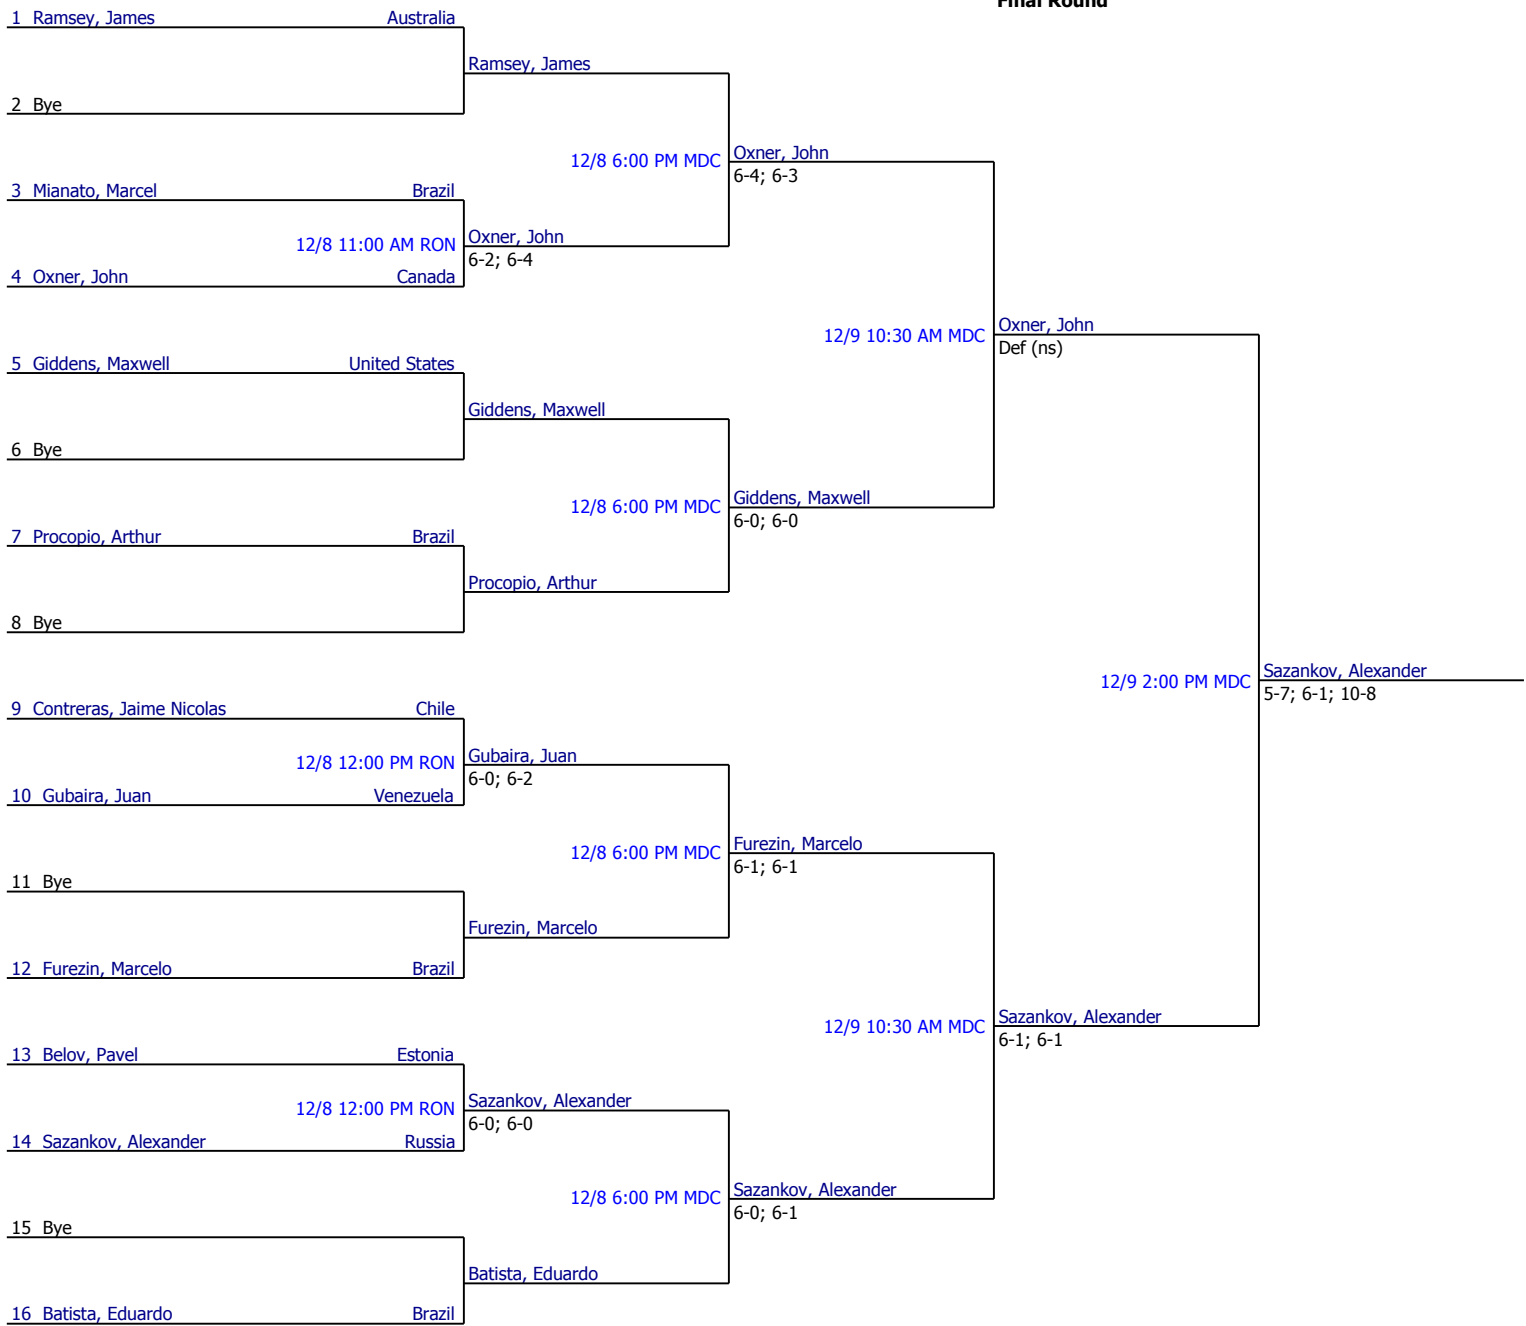 Final Round
1 Ramsey, James Australia
Ramsey, James
2 Bye
12/8 6:00 PM MDC Oxner, John
6-4; 6-3
3 Mianato, Marcel Brazil
12/8 11:00 AM RON Oxner, John
6-2; 6-4
4 Oxner, John Canada
12/9 10:30 AM MDC Oxner, John
Def (ns)
5 Giddens, Maxwell United States
Giddens, Maxwell
6 Bye
12/8 6:00 PM MDC Giddens, Maxwell
6-0; 6-0
7 Procopio, Arthur Brazil
Procopio, Arthur
8 Bye
12/9 2:00 PM MDC Sazankov, Alexander
5-7; 6-1; 10-8
9 Contreras, Jaime Nicolas Chile
12/8 12:00 PM RON Gubaira, Juan
6-0; 6-2
10 Gubaira, Juan Venezuela
12/8 6:00 PM MDC Furezin, Marcelo
6-1; 6-1
11 Bye
Furezin, Marcelo
12 Furezin, Marcelo Brazil
12/9 10:30 AM MDC Sazankov, Alexander
6-1; 6-1
13 Belov, Pavel Estonia
12/8 12:00 PM RON Sazankov, Alexander
6-0; 6-0
14 Sazankov, Alexander Russia
12/8 6:00 PM MDC Sazankov, Alexander
6-0; 6-1
15 Bye
Batista, Eduardo
16 Batista, Eduardo Brazil